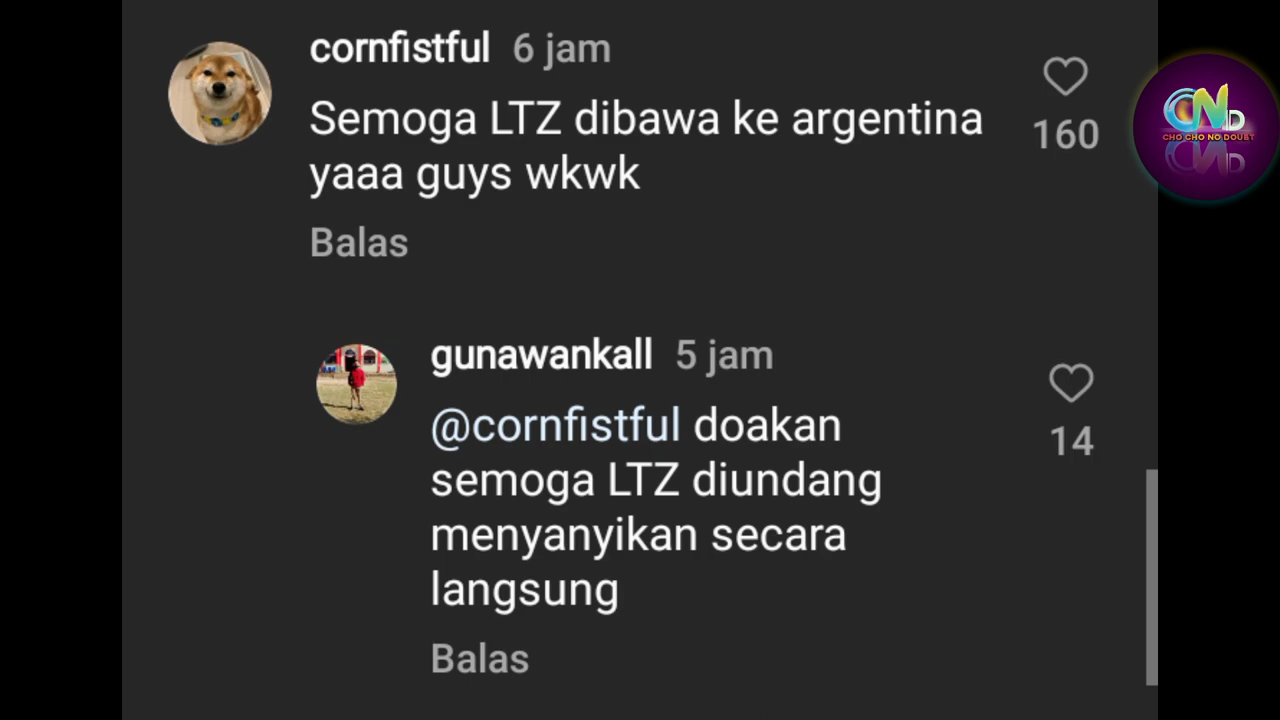 cornfistful 6 jam
Semoga LTZ dibawa ke argentina
yaaa guys wkwk
160
Balas
gunawankall 5 jam
@cornfistful doakan
semoga LTZ diundang
menyanyikan secara
langsung
14
Balas
CND
CHO CHO NO DOUBT